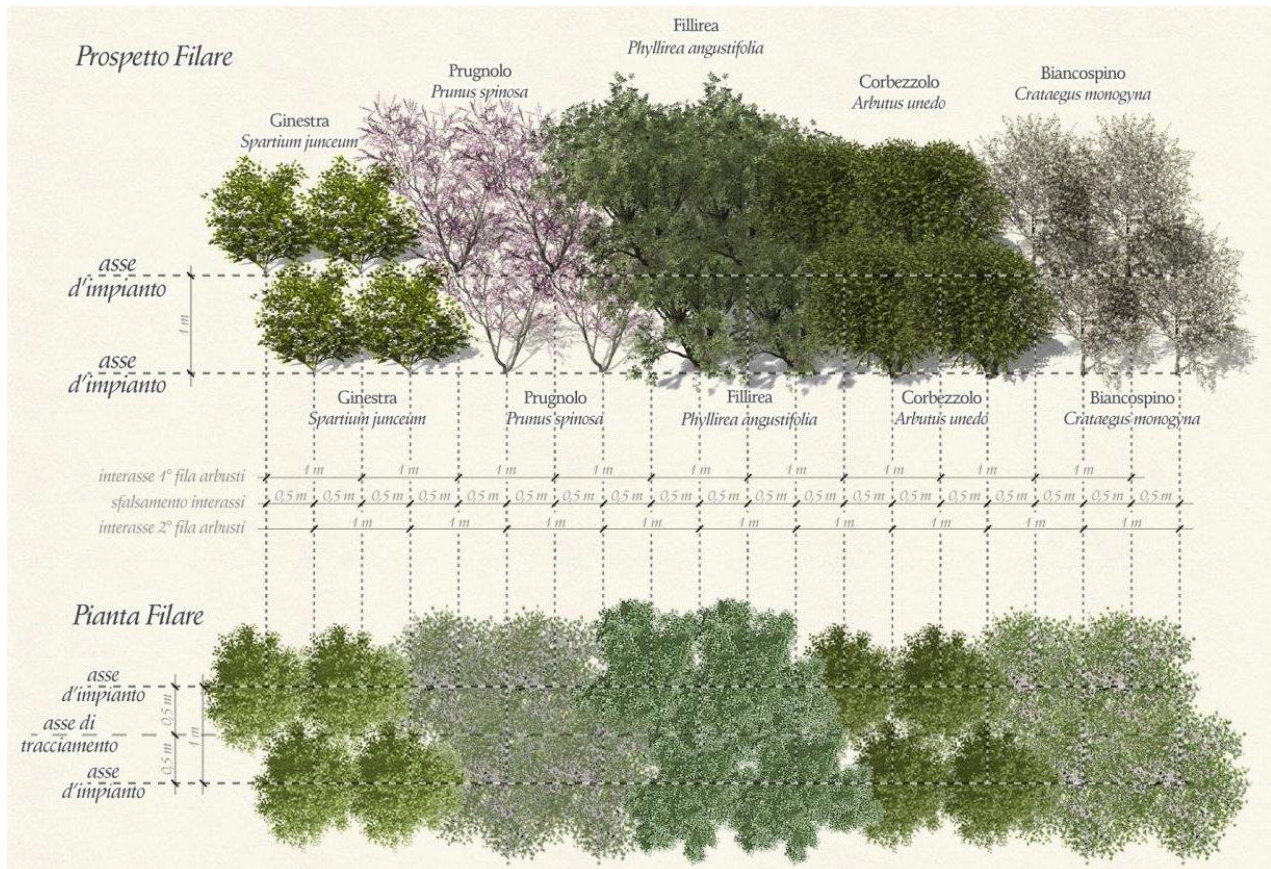 Prospetto Filare
Fillirea
Phyllirea angustifolia
Prugnolo
Prunus spinosa
Corbezzolo
Arbutus unedo
Biancospino
Crataegus monogyna
Ginestra
Spartium junceum
asse
d'impianto
1 m
asse
d'impianto
Ginestra
Spartium junceum
Prugnolo
Prunus spinosa
Fillirea
Phyllirea angustifolia
Corbezzolo
Arbutus unedo
Biancospino
Crataegus monogyna
interasse 1° fila arbusti 1 m 1 m 1 m 1 m 1 m 1 m 1 m 1 m 1 m
sfalsamento interassi 0,5 m 0,5 m 0,5 m 0,5 m 0,5 m 0,5 m 0,5 m 0,5 m 0,5 m 0,5 m 0,5 m 0,5 m 0,5 m 0,5 m 0,5 m 0,5 m 0,5 m 0,5 m 0,5 m
interasse 2° fila arbusti 1 m 1 m 1 m 1 m 1 m 1 m 1 m 1 m 1 m
Pianta Filare
asse
d'impianto
0,5 m
1 m
asse di
tracciamento
0,5 m
asse
d'impianto